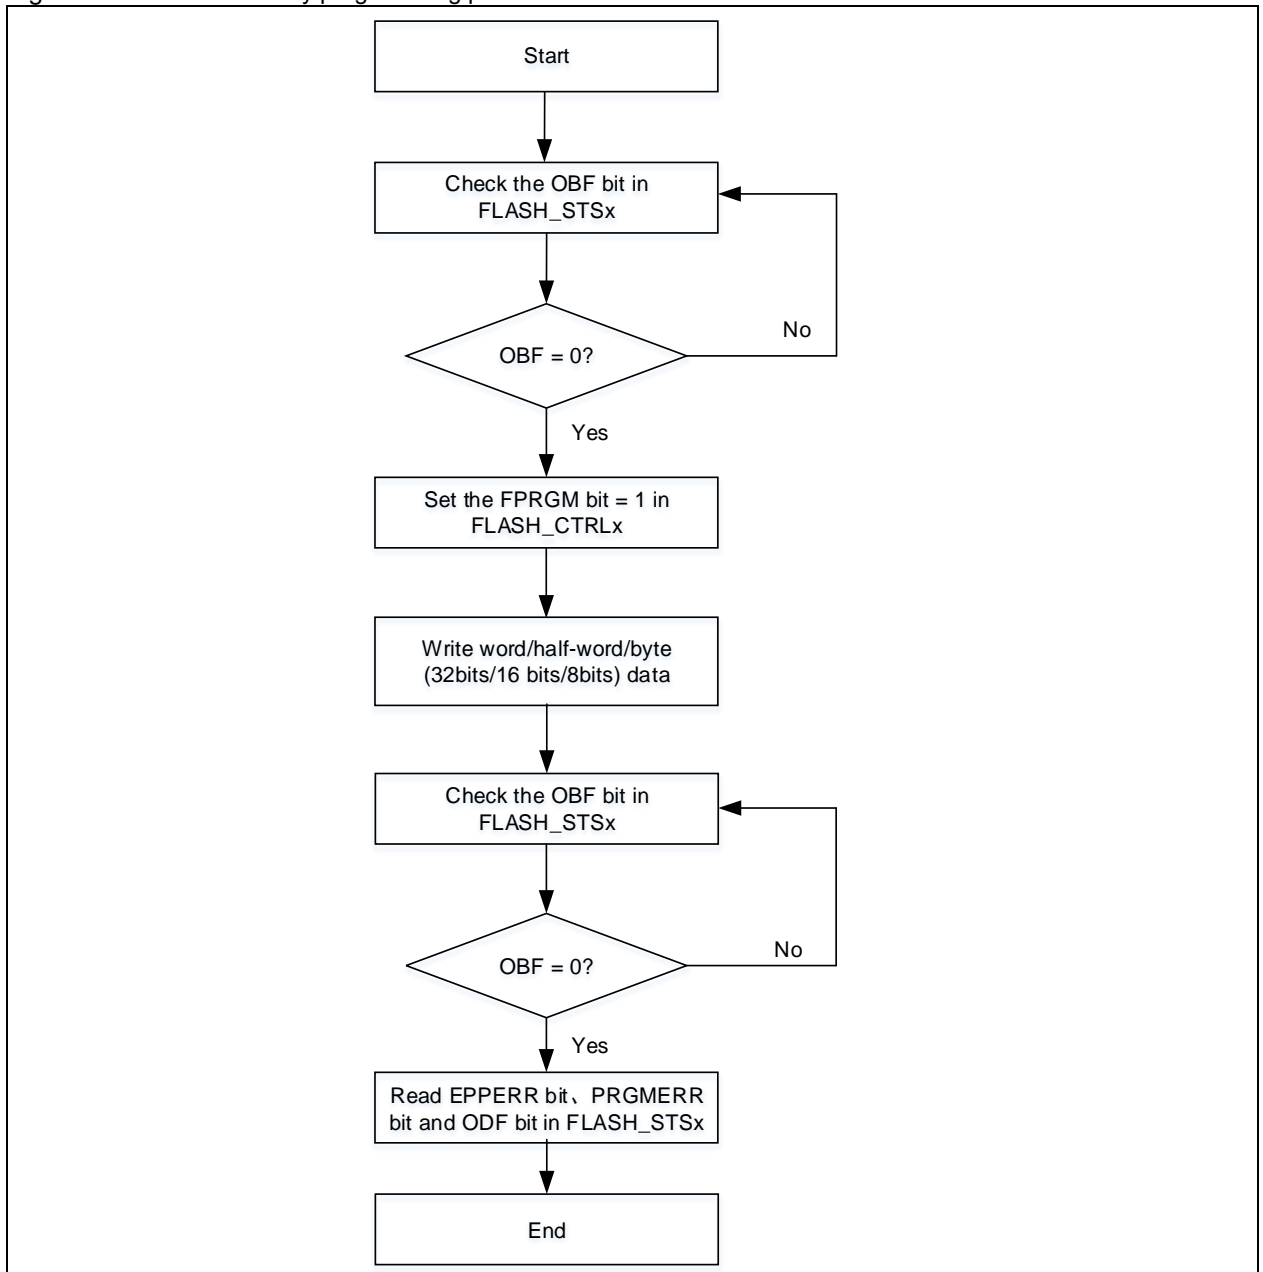 Start
Check the OBF bit in
FLASH_STSx
OBF = 0?
No
Yes
Set the FPRGM bit = 1 in
FLASH_CTRLx
Write word/half-word/byte
(32bits/16 bits/8bits) data
Check the OBF bit in
FLASH_STSx
OBF = 0?
No
Yes
Read EPPERR bit、PRGMERR
bit and ODF bit in FLASH_STSx
End